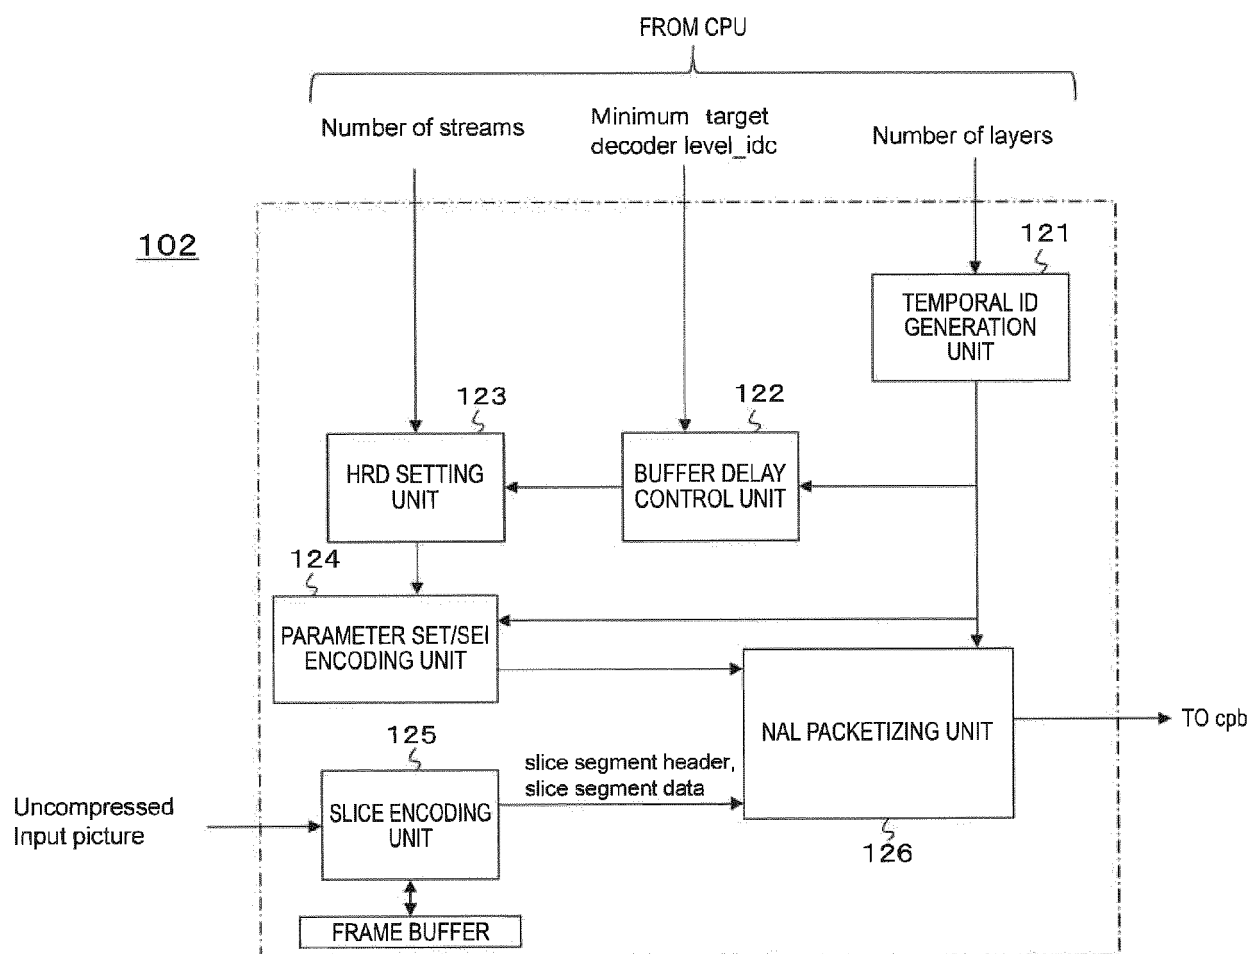 FROM CPU
Number of streams
Minimum target
decoder level_idc
Number of layers
102
121
TEMPORAL ID
GENERATION
UNIT
123
122
HRD SETTING
UNIT
BUFFER DELAY
CONTROL UNIT
124
PARAMETER SET/SEI
ENCODING UNIT
NAL PACKETIZING UNIT
TO cpb
125
slice segment header,
slice segment data
Uncompressed
Input picture
SLICE ENCODING
UNIT
126
FRAME BUFFER